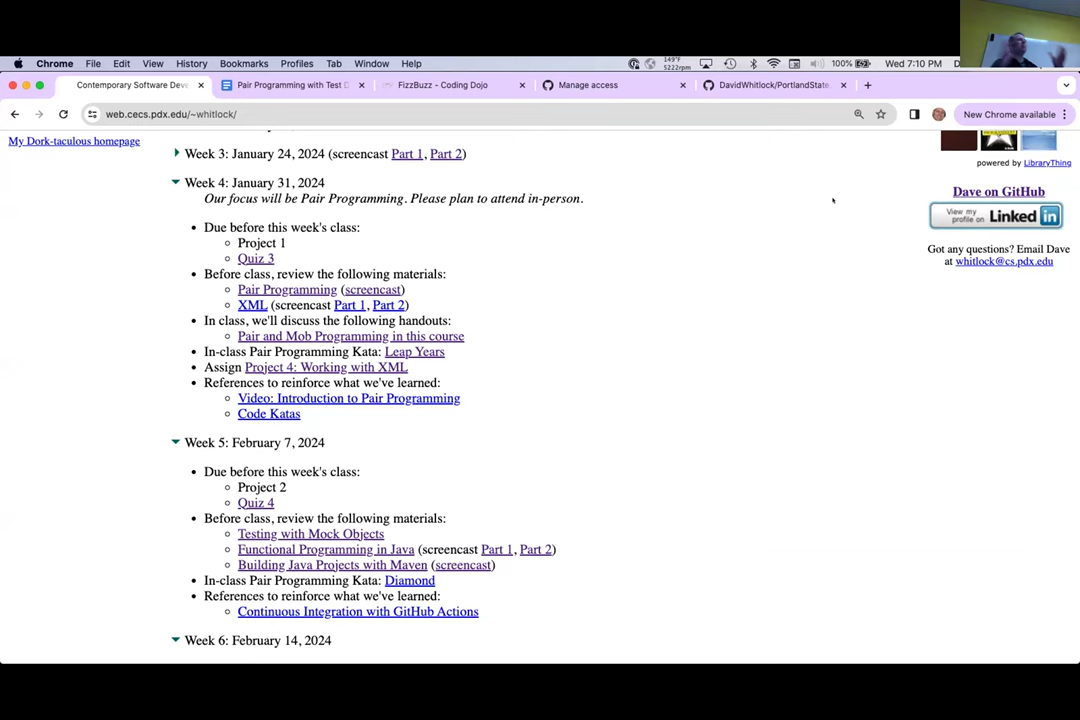 Chrome File Edit View History Bookmarks Profiles Tab Window Help 149°F 5222rpm 100% Wed 7:10 PM D
Contemporary Software Deve Pair Programming with Test D FizzBuzz - Coding Dojo Manage access DavidWhitlock/PortlandState
web.cecs.pdx.edu/~whitlock/ New Chrome available
My Dork-taculous homepage
Week 3: January 24, 2024 (screencast Part 1, Part 2)
Week 4: January 31, 2024
Our focus will be Pair Programming. Please plan to attend in-person.
Due before this week's class:
Project 1
Quiz 3
Before class, review the following materials:
Pair Programming (screencast)
XML (screencast Part 1, Part 2)
In class, we'll discuss the following handouts:
Pair and Mob Programming in this course
In-class Pair Programming Kata: Leap Years
Assign Project 4: Working with XML
References to reinforce what we've learned:
Video: Introduction to Pair Programming
Code Katas
Week 5: February 7, 2024
Due before this week's class:
Project 2
Quiz 4
Before class, review the following materials:
Testing with Mock Objects
Functional Programming in Java (screencast Part 1, Part 2)
Building Java Projects with Maven (screencast)
In-class Pair Programming Kata: Diamond
References to reinforce what we've learned:
Continuous Integration with GitHub Actions
Week 6: February 14, 2024
powered by LibraryThing
Dave on GitHub
View my profile on LinkedIn
Got any questions? Email Dave
at whitlock@cs.pdx.edu